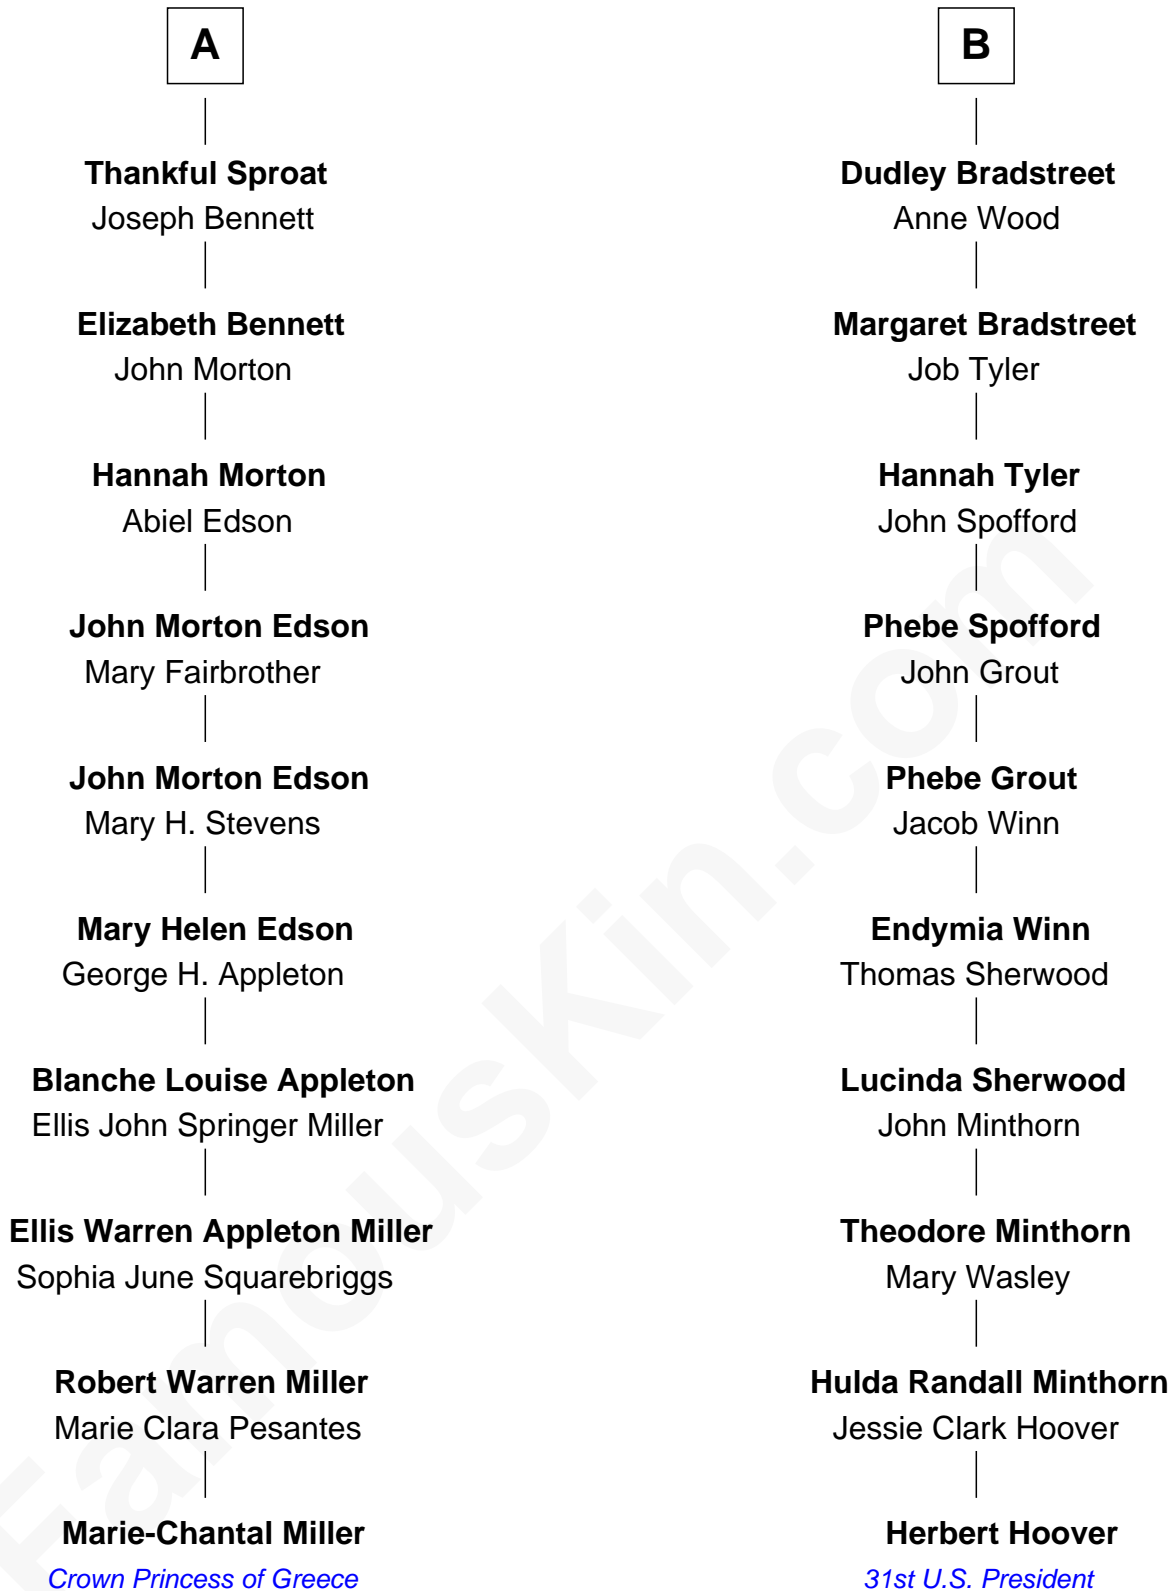 A
Thankful Sproat
Joseph Bennett
Elizabeth Bennett
John Morton
Hannah Morton
Abiel Edson
John Morton Edson
Mary Fairbrother
John Morton Edson
Mary H. Stevens
Mary Helen Edson
George H. Appleton
Blanche Louise Appleton
Ellis John Springer Miller
Ellis Warren Appleton Miller
Sophia June Squarebriggs
Robert Warren Miller
Marie Clara Pesantes
Marie-Chantal Miller
Crown Princess of Greece
B
Dudley Bradstreet
Anne Wood
Margaret Bradstreet
Job Tyler
Hannah Tyler
John Spofford
Phebe Spofford
John Grout
Phebe Grout
Jacob Winn
Endymia Winn
Thomas Sherwood
Lucinda Sherwood
John Minthorn
Theodore Minthorn
Mary Wasley
Hulda Randall Minthorn
Jessie Clark Hoover
Herbert Hoover
31st U.S. President
FamousKin.com